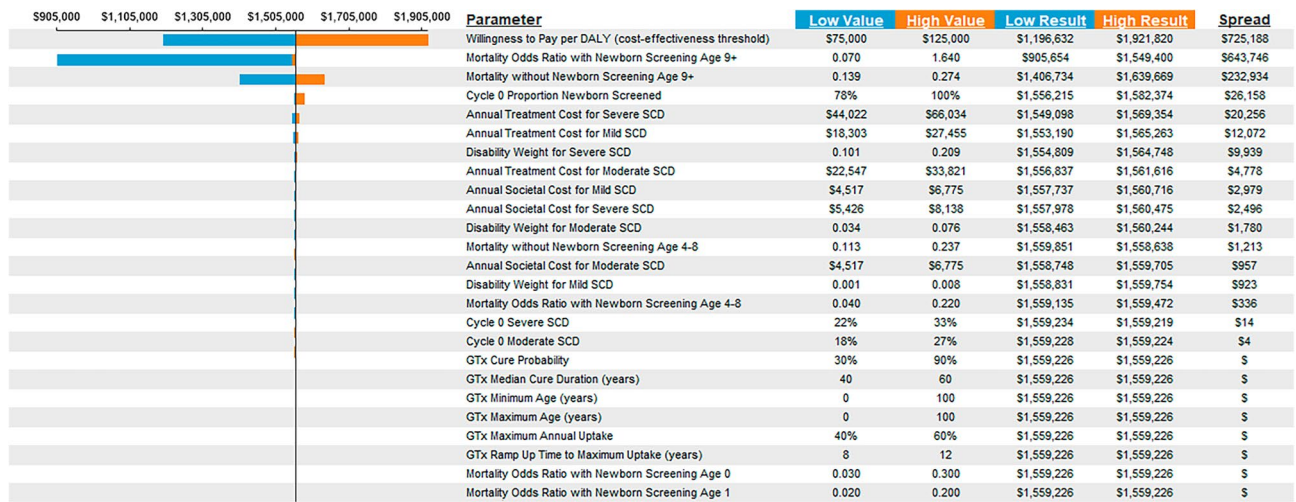 $905,000 $1,105,000 $1,305,000 $1,505,000 $1,705,000 $1,905,000 Parameter Low Value High Value Low Result High Result Spread
Willingness to Pay per DALY (cost-effectiveness threshold) $75,000 $125,000 $1,196,632 $1,921,820 $725,188
Mortality Odds Ratio with Newborn Screening Age 9+ 0.070 1.640 $905,654 $1,549,400 $643,746
Mortality without Newborn Screening Age 9+ 0.139 0.274 $1,406,734 $1,639,669 $232,934
Cycle 0 Proportion Newborn Screened 78% 100% $1,556,215 $1,582,374 $26,158
Annual Treatment Cost for Severe SCD $44,022 $66,034 $1,549,098 $1,569,354 $20,256
Annual Treatment Cost for Mild SCD $18,303 $27,455 $1,553,190 $1,565,263 $12,072
Disability Weight for Severe SCD 0.101 0.209 $1,554,809 $1,564,748 $9,939
Annual Treatment Cost for Moderate SCD $22,547 $33,821 $1,556,837 $1,561,616 $4,778
Annual Societal Cost for Mild SCD $4,517 $6,775 $1,557,737 $1,560,716 $2,979
Annual Societal Cost for Severe SCD $5,426 $8,138 $1,557,978 $1,560,475 $2,496
Disability Weight for Moderate SCD 0.034 0.076 $1,558,463 $1,560,244 $1,780
Mortality without Newborn Screening Age 4-8 0.113 0.237 $1,559,851 $1,558,638 $1,213
Annual Societal Cost for Moderate SCD $4,517 $6,775 $1,558,748 $1,559,705 $957
Disability Weight for Mild SCD 0.001 0.008 $1,558,831 $1,559,754 $923
Mortality Odds Ratio with Newborn Screening Age 4-8 0.040 0.220 $1,559,135 $1,559,472 $336
Cycle 0 Severe SCD 22% 33% $1,559,234 $1,559,219 $14
Cycle 0 Moderate SCD 18% 27% $1,559,228 $1,559,224 $4
GTx Cure Probability 30% 90% $1,559,226 $1,559,226 $
GTx Median Cure Duration (years) 40 60 $1,559,226 $1,559,226 $
GTx Minimum Age (years) 0 100 $1,559,226 $1,559,226 $
GTx Maximum Age (years) 0 100 $1,559,226 $1,559,226 $
GTx Maximum Annual Uptake 40% 60% $1,559,226 $1,559,226 $
GTx Ramp Up Time to Maximum Uptake (years) 8 12 $1,559,226 $1,559,226 $
Mortality Odds Ratio with Newborn Screening Age 0 0.030 0.300 $1,559,226 $1,559,226 $
Mortality Odds Ratio with Newborn Screening Age 1 0.020 0.200 $1,559,226 $1,559,226 $